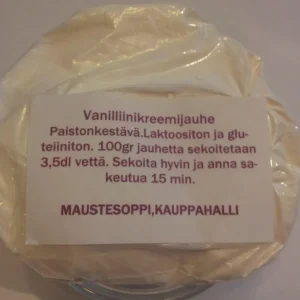 Vanilliinikreemijauhe
Paistonkestävä.Laktoositon ja glu-
teiiniton. 100gr jauhetta sekoitetaan
3,5dl vettä. Sekoita hyvin ja anna sa-
keutua 15 min.
MAUSTESOPPI,KAUPPAHALLI